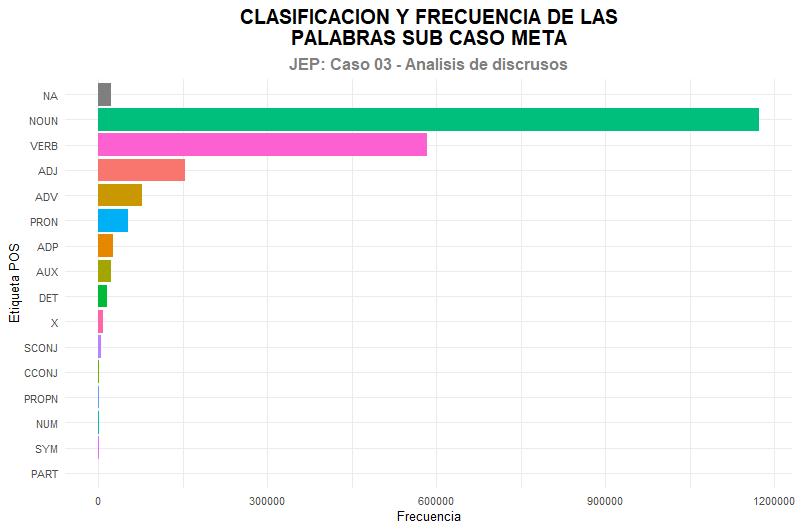 CLASIFICACION Y FRECUENCIA DE LAS
PALABRAS SUB CASO META
JEP: Caso 03 - Analisis de discrusos
Etiqueta POS
NA
NOUN
VERB
ADJ
ADV
PRON
ADP
AUX
DET
X
SCONJ
CCONJ
PROPN
NUM
SYM
PART
0 300000 600000 900000 1200000
Frecuencia